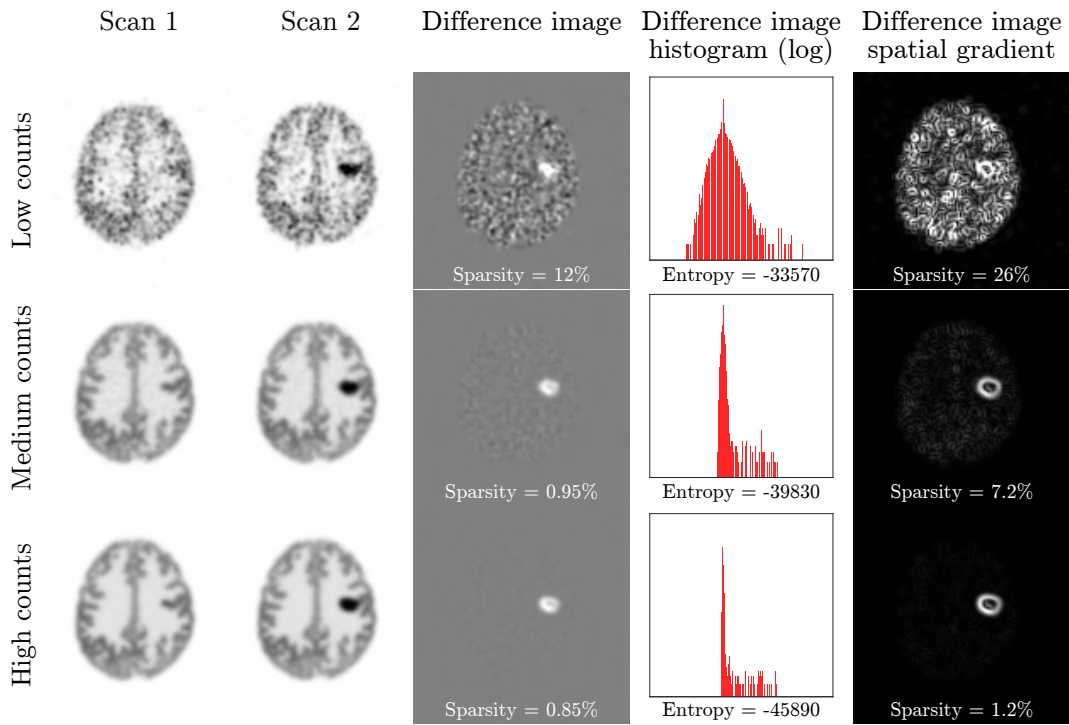 Scan 1
Scan 2
Difference image
Difference image
histogram (log)
Difference image
spatial gradient
Low counts
Sparsity = 12%
Entropy = -33570
Sparsity = 26%
Medium counts
Sparsity = 0.95%
Entropy = -39830
Sparsity = 7.2%
High counts
Sparsity = 0.85%
Entropy = -45890
Sparsity = 1.2%